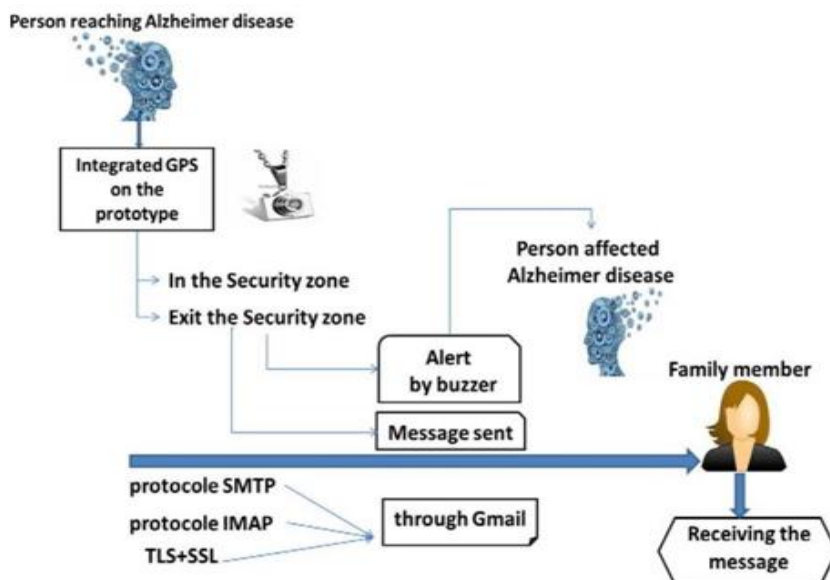 Person reaching Alzheimer disease
Integrated GPS
on the
prototype
In the Security zone
Exit the Security zone
Person affected
Alzheimer disease
Alert
by buzzer
Family member
Message sent
protocole SMTP
protocole IMAP
TLS+SSL
through Gmail
Receiving the
message